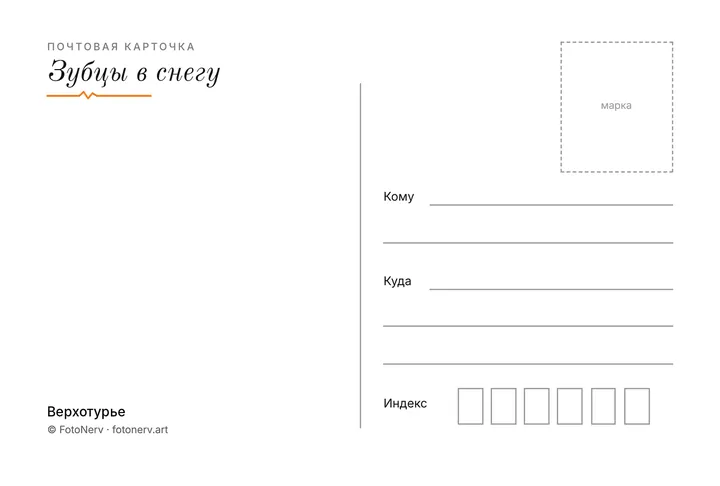 ПОЧТОВАЯ КАРТОЧКА
Зубцы в снегу
марка
Кому
Куда
Индекс
Верхотурье
© FotoNerv · fotonerv.art